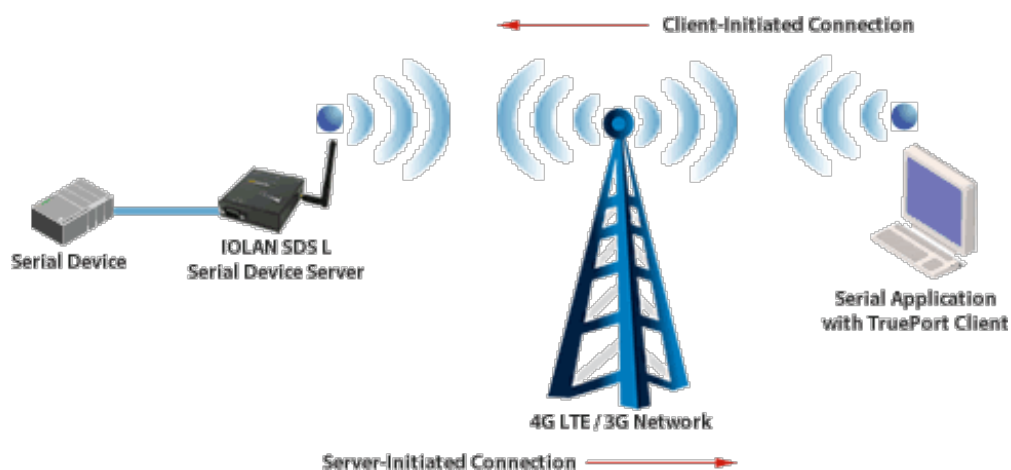 Client-Initiated Connection
Serial Device
IOLAN SDS L
Serial Device Server
Serial Application
with TruePort Client
4G LTE / 3G Network
Server-Initiated Connection